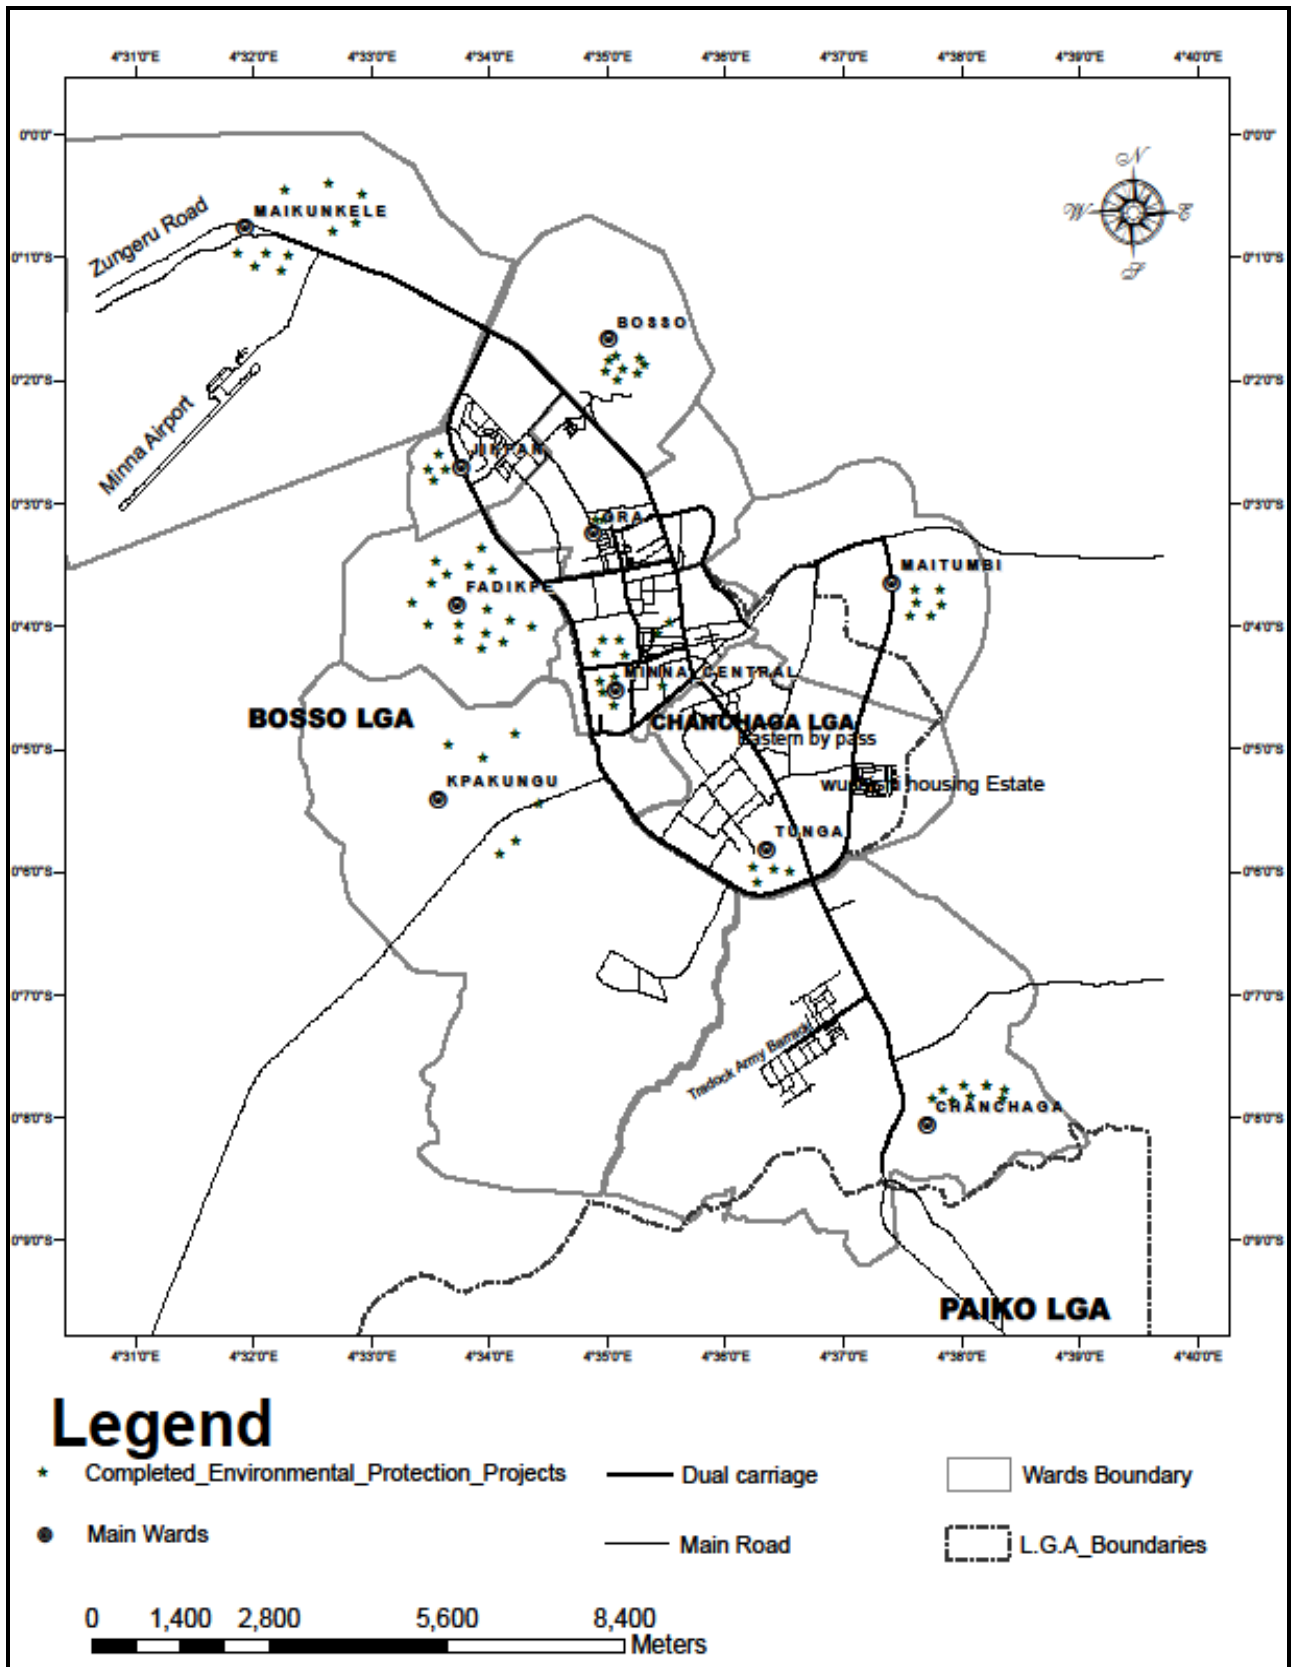 4°31'0"E 4°32'0"E 4°33'0"E 4°34'0"E 4°35'0"E 4°36'0"E 4°37'0"E 4°38'0"E 4°39'0"E 4°40'0"E
0°0'0" 0°0'0"
N
W E
S
MAIKUNKELE
Zungeru Road
0°1'0"S 0°1'0"S
BOSSO
0°2'0"S 0°2'0"S
Minna Airport
JIKPAN
0°3'0"S 0°3'0"S
GRA
MAITUMBI
FADIKPE
0°4'0"S 0°4'0"S
MINNA CENTRAL
BOSSO LGA
CHANCHAGA LGA
Eastern by pass
0°5'0"S 0°5'0"S
KPAKUNGU
housing Estate
TUNGA
0°6'0"S 0°6'0"S
0°7'0"S 0°7'0"S
Tradock Army Barrack
CHANCHAGA
0°8'0"S 0°8'0"S
0°9'0"S 0°9'0"S
PAIKO LGA
4°31'0"E 4°32'0"E 4°33'0"E 4°34'0"E 4°35'0"E 4°36'0"E 4°37'0"E 4°38'0"E 4°39'0"E 4°40'0"E
Legend
Completed_Environmental_Protection_Projects Dual carriage Wards Boundary
Main Wards Main Road L.G.A_Boundaries
0 1,400 2,800 5,600 8,400
Meters